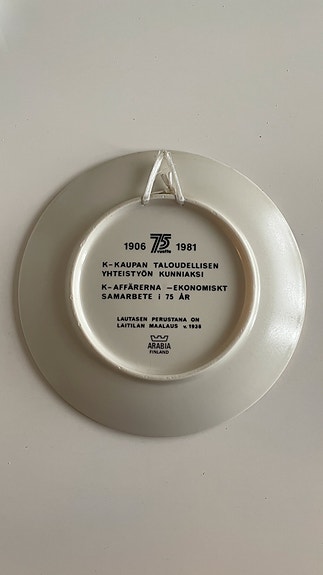 1906 75 vuotta 1981
K-KAUPAN TALOUDELLISEN
YHTEISTYÖN KUNNIAKSI
K-AFFÄRERNA -EKONOMISKT
SAMARBETE i 75 ÅR
LAUTASEN PERUSTANA ON
LAITILAN MAALAUS v. 1938
ARABIA
FINLAND